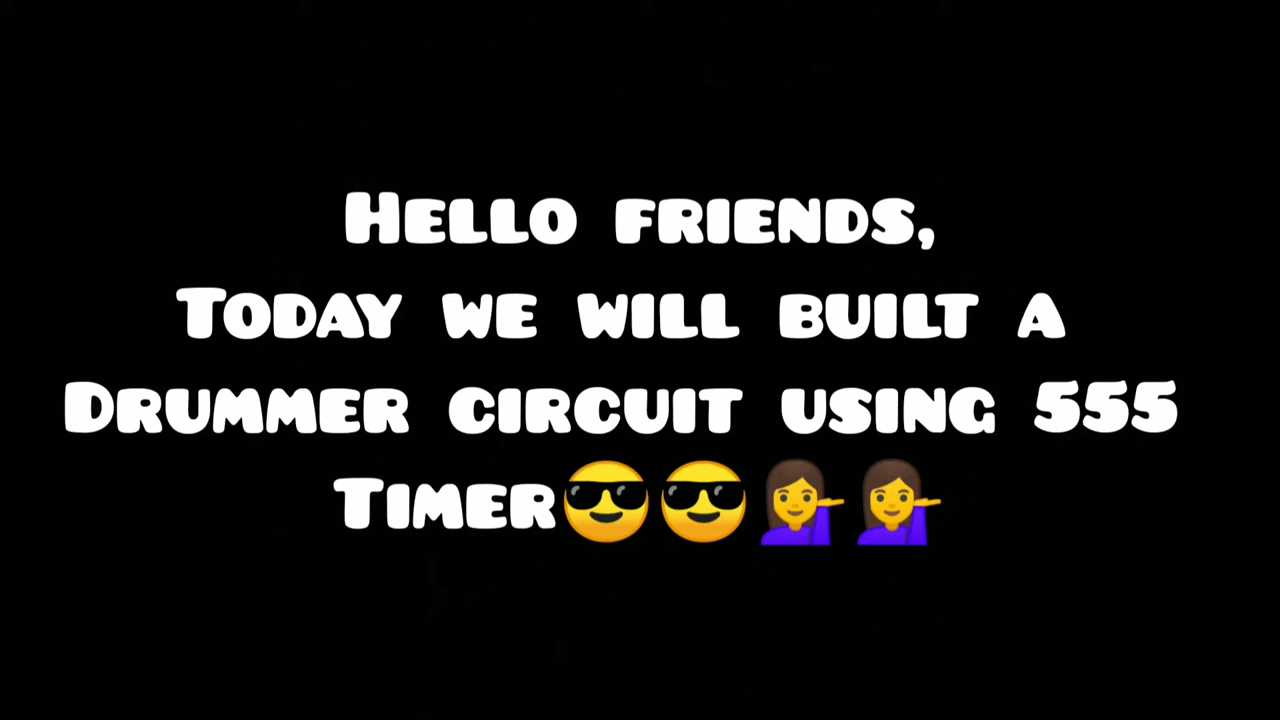 Hello friends,
Today we will built a
Drummer circuit using 555
Timer😎😎💁‍♀️💁‍♀️